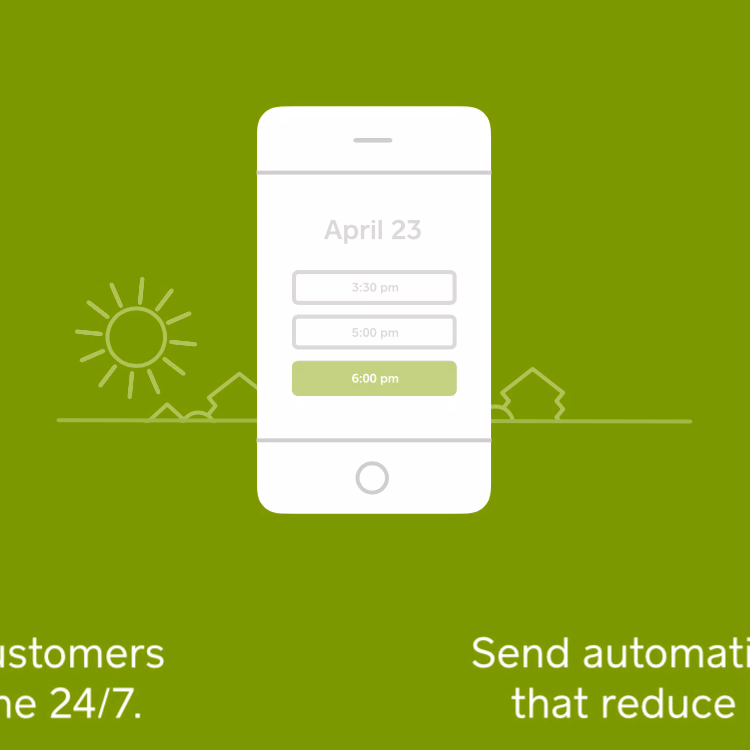 April 23
3:30 pm
5:00 pm
6:00 pm
ustomers
ne 24/7.
Send automati
that reduce